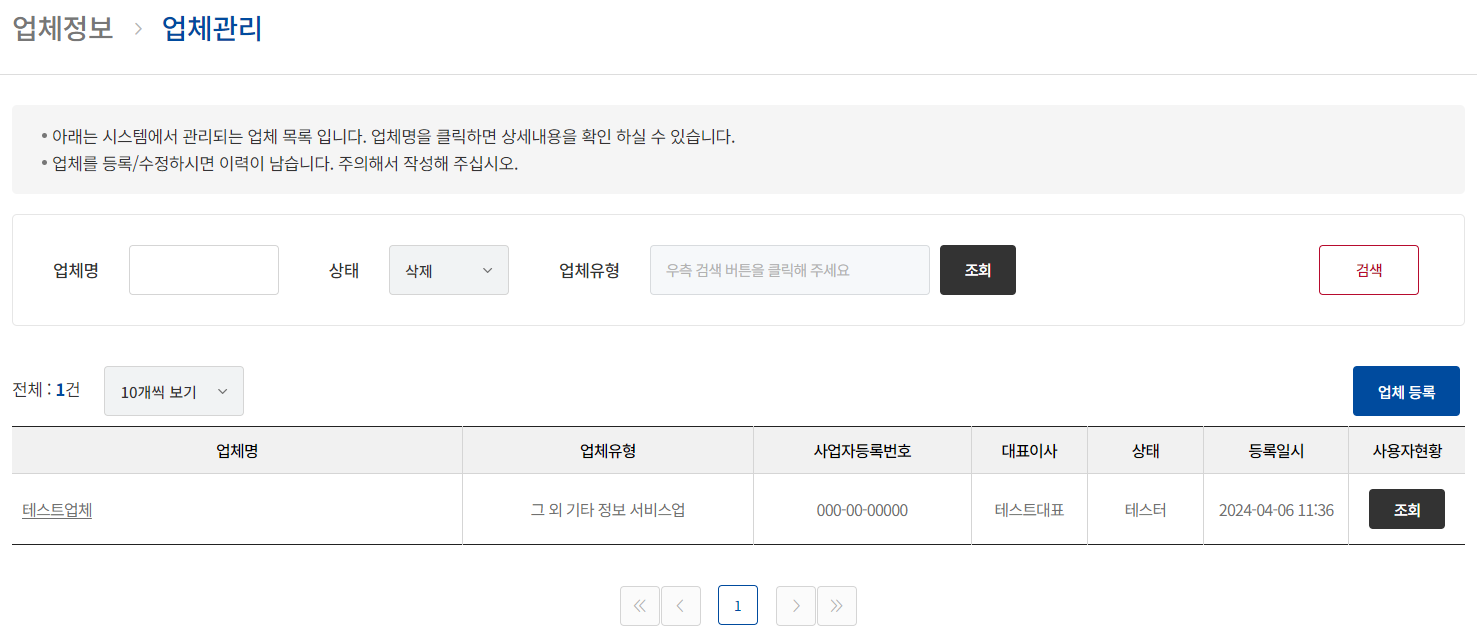 업체정보 > 업체관리
• 아래는 시스템에서 관리되는 업체 목록 입니다. 업체명을 클릭하면 상세내용을 확인 하실 수 있습니다.
• 업체를 등록/수정하시면 이력이 남습니다. 주의해서 작성해 주십시오.
업체명 상태 삭제 업체유형 우측 검색 버튼을 클릭해 주세요 조회 검색
전체 : 1건 10개씩 보기 업체 등록
업체명 업체유형 사업자등록번호 대표이사 상태 등록일시 사용자현황
테스트업체 그 외 기타 정보 서비스업 000-00-00000 테스트대표 테스터 2024-04-06 11:36 조회
1